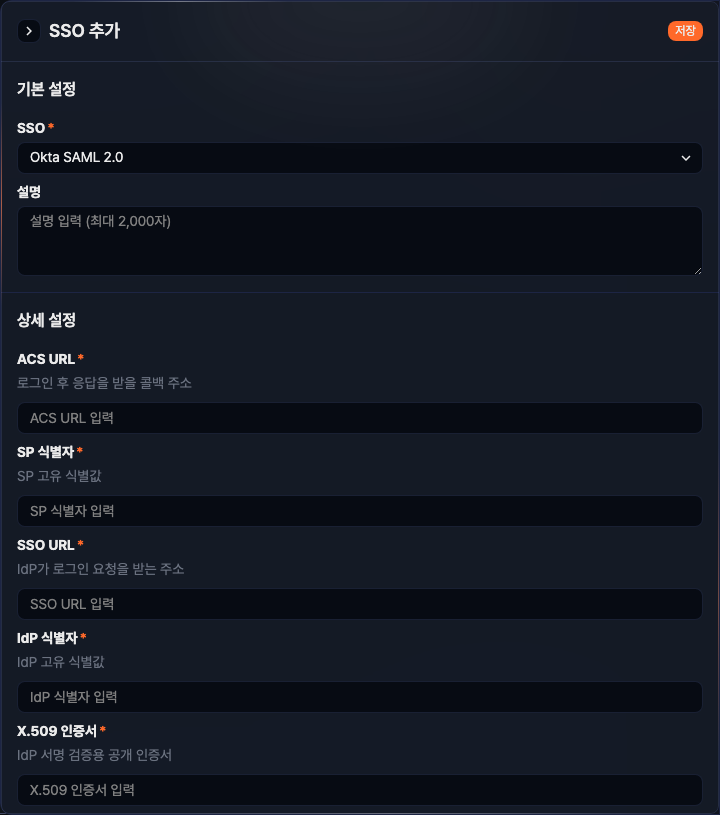 SSO 추가
저장
기본 설정
SSO *
Okta SAML 2.0
설명
설명 입력 (최대 2,000자)
상세 설정
ACS URL *
로그인 후 응답을 받을 콜백 주소
ACS URL 입력
SP 식별자 *
SP 고유 식별값
SP 식별자 입력
SSO URL *
IdP가 로그인 요청을 받는 주소
SSO URL 입력
IdP 식별자 *
IdP 고유 식별값
IdP 식별자 입력
X.509 인증서 *
IdP 서명 검증용 공개 인증서
X.509 인증서 입력